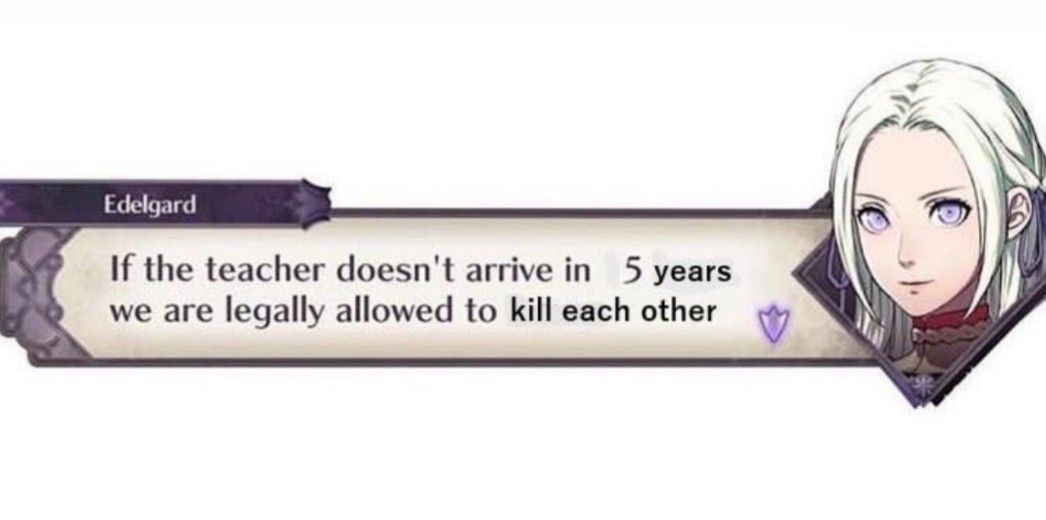 Edelgard
If the teacher doesn't arrive in 5 years
we are legally allowed to kill each other